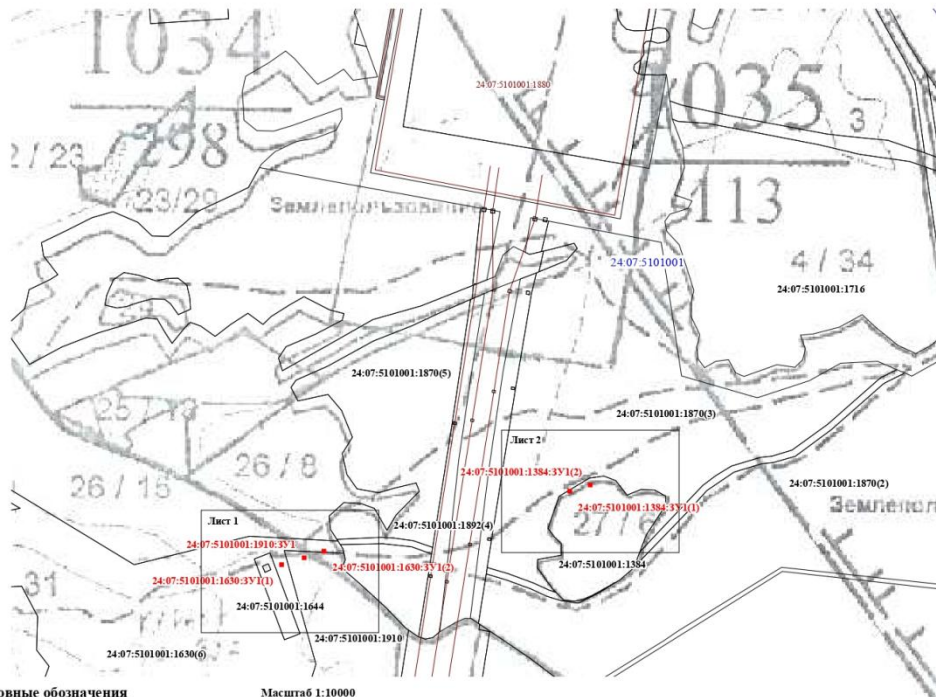 1034
298
2 / 23
23/29
Землепользование
24:07:5101001:1880
1035
3
113
24:07:5101001
4 / 34
24:07:5101001:1716
24:07:5101001:1870(5)
24:07:5101001:1870(3)
26 / 8
26 / 15
Лист 2
24:07:5101001:1384:ЗУ1(2)
24:07:5101001:1384:ЗУ1(1)
24:07:5101001:1870(2)
Землепол
27 / 6
24:07:5101001:1384
24:07:5101001:1892(4)
Лист 1
24:07:5101001:1910:ЗУ1
24:07:5101001:1630:ЗУ1(2)
24:07:5101001:1630:ЗУ1(1)
31
24:07:5101001:1644
24:07:5101001:1910
24:07:5101001:1630(6)
овные обозначения
Масштаб 1:10000